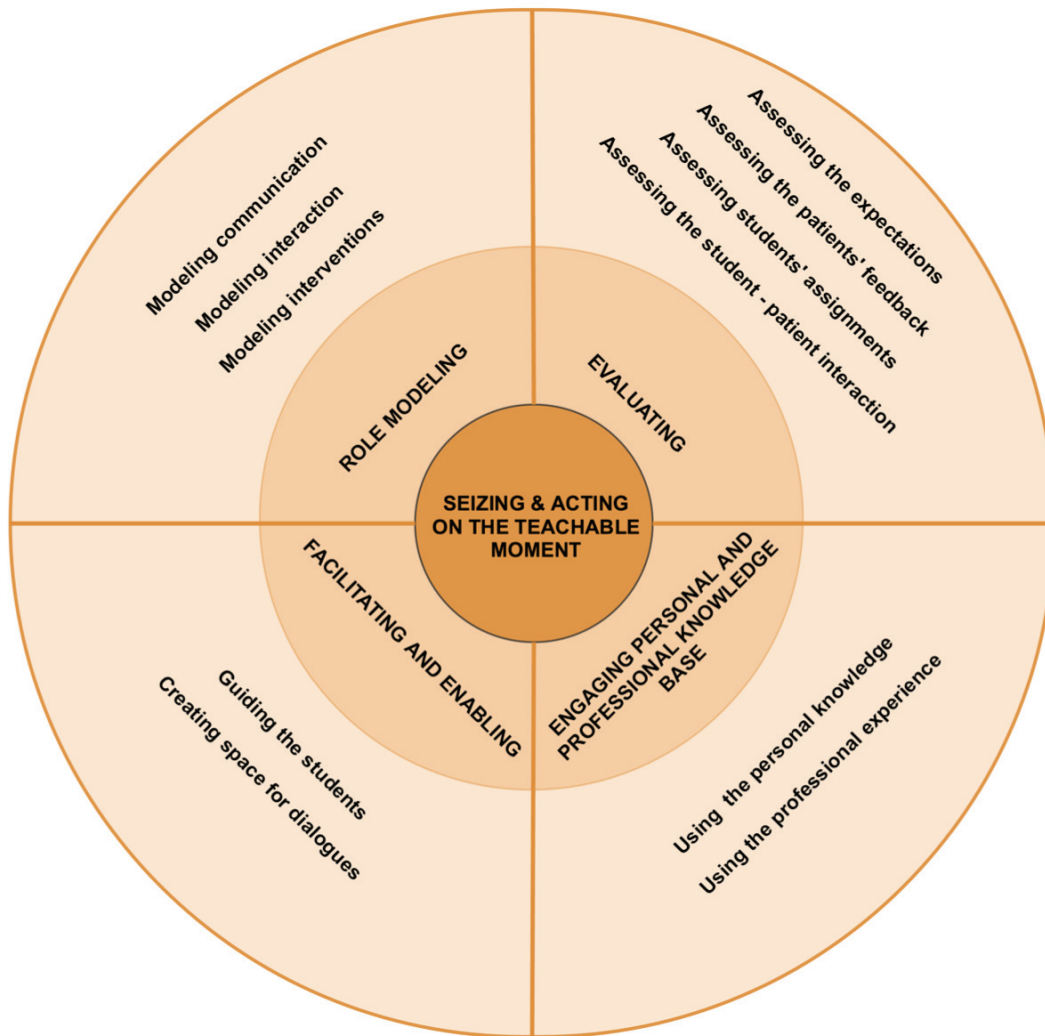 Modeling communication
Modeling interaction
Modeling interventions
ROLE MODELING
Assessing the expectations
Assessing the patients' feedback
Assessing students' assignments
Assessing the student - patient interaction
EVALUATING
SEIZING & ACTING
ON THE TEACHABLE
MOMENT
FACILITATING AND ENABLING
Guiding the students
Creating space for dialogues
ENGAGING PERSONAL AND
PROFESSIONAL KNOWLEDGE
BASE
Using the personal knowledge
Using the professional experience